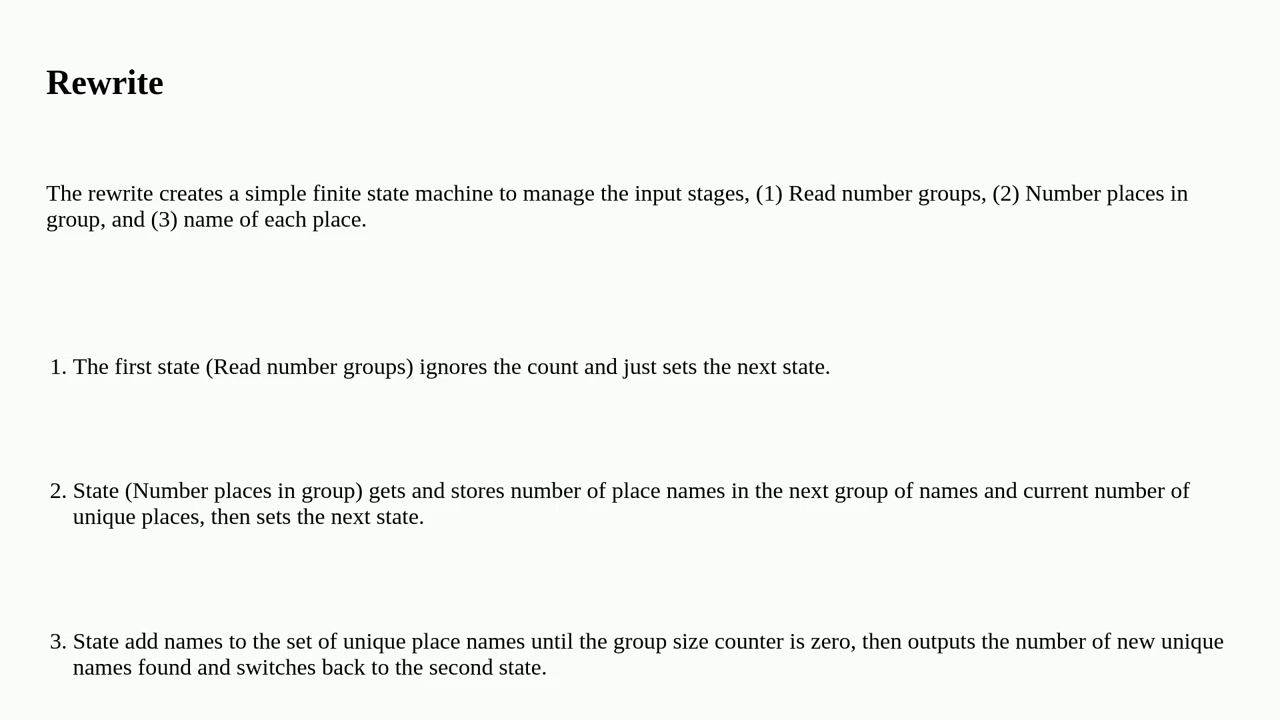 Rewrite
The rewrite creates a simple finite state machine to manage the input stages, (1) Read number groups, (2) Number places in
group, and (3) name of each place.
1. The first state (Read number groups) ignores the count and just sets the next state.
2. State (Number places in group) gets and stores number of place names in the next group of names and current number of
unique places, then sets the next state.
3. State add names to the set of unique place names until the group size counter is zero, then outputs the number of new unique
names found and switches back to the second state.